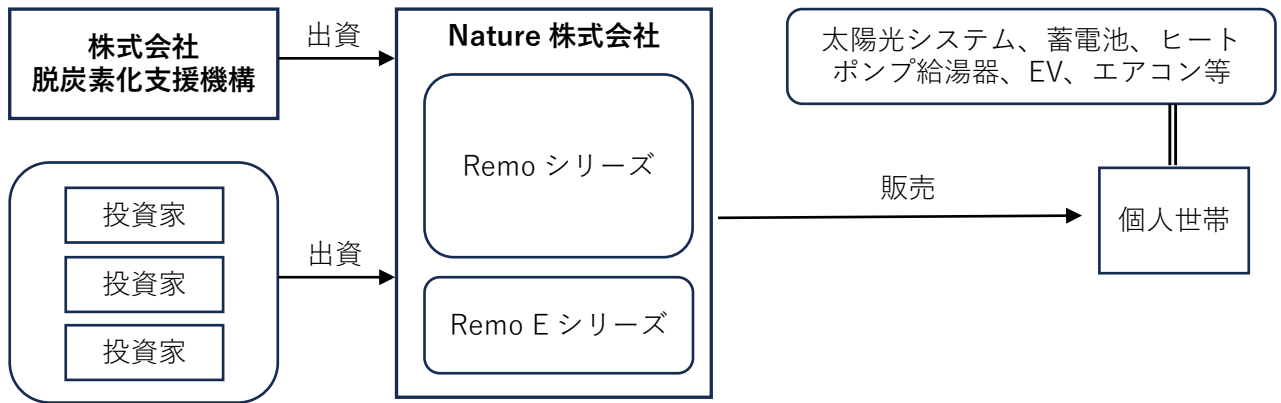 株式会社
脱炭素化支援機構
出資
投資家
投資家
投資家
出資
Nature 株式会社
Remo シリーズ
Remo E シリーズ
販売
太陽光システム、蓄電池、ヒート
ポンプ給湯器、EV、エアコン等
個人世帯